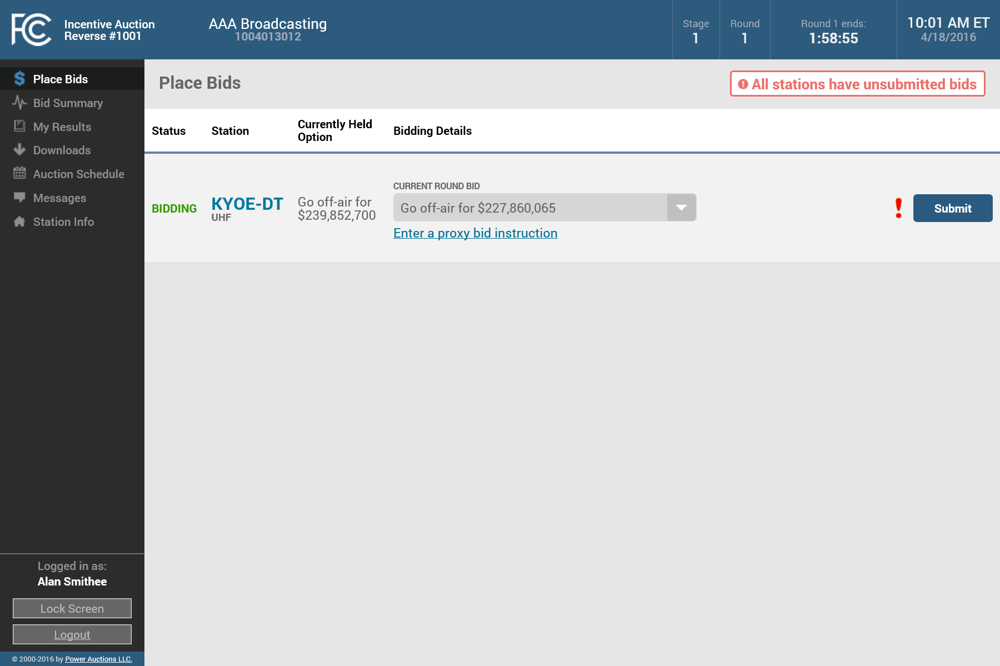 FCC
Incentive Auction
Reverse #1001
AAA Broadcasting
1004013012
Stage
1
Round
1
Round 1 ends:
1:58:55
10:01 AM ET
4/18/2016
Place Bids
Bid Summary
My Results
Downloads
Auction Schedule
Messages
Station Info
Place Bids
All stations have unsubmitted bids
Status
Station
Currently Held
Option
Bidding Details
BIDDING
KYOE-DT
UHF
Go off-air for
$239,852,700
CURRENT ROUND BID
Go off-air for $227,860,065
Enter a proxy bid instruction
Submit
Logged in as:
Alan Smithee
Lock Screen
Logout
© 2000-2016 by Power Auctions LLC.